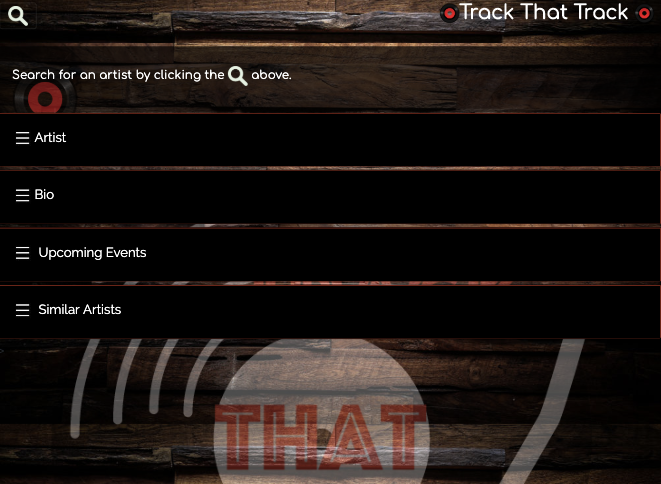 Track That Track
Search for an artist by clicking the above.
Artist
Bio
Upcoming Events
Similar Artists
THAT